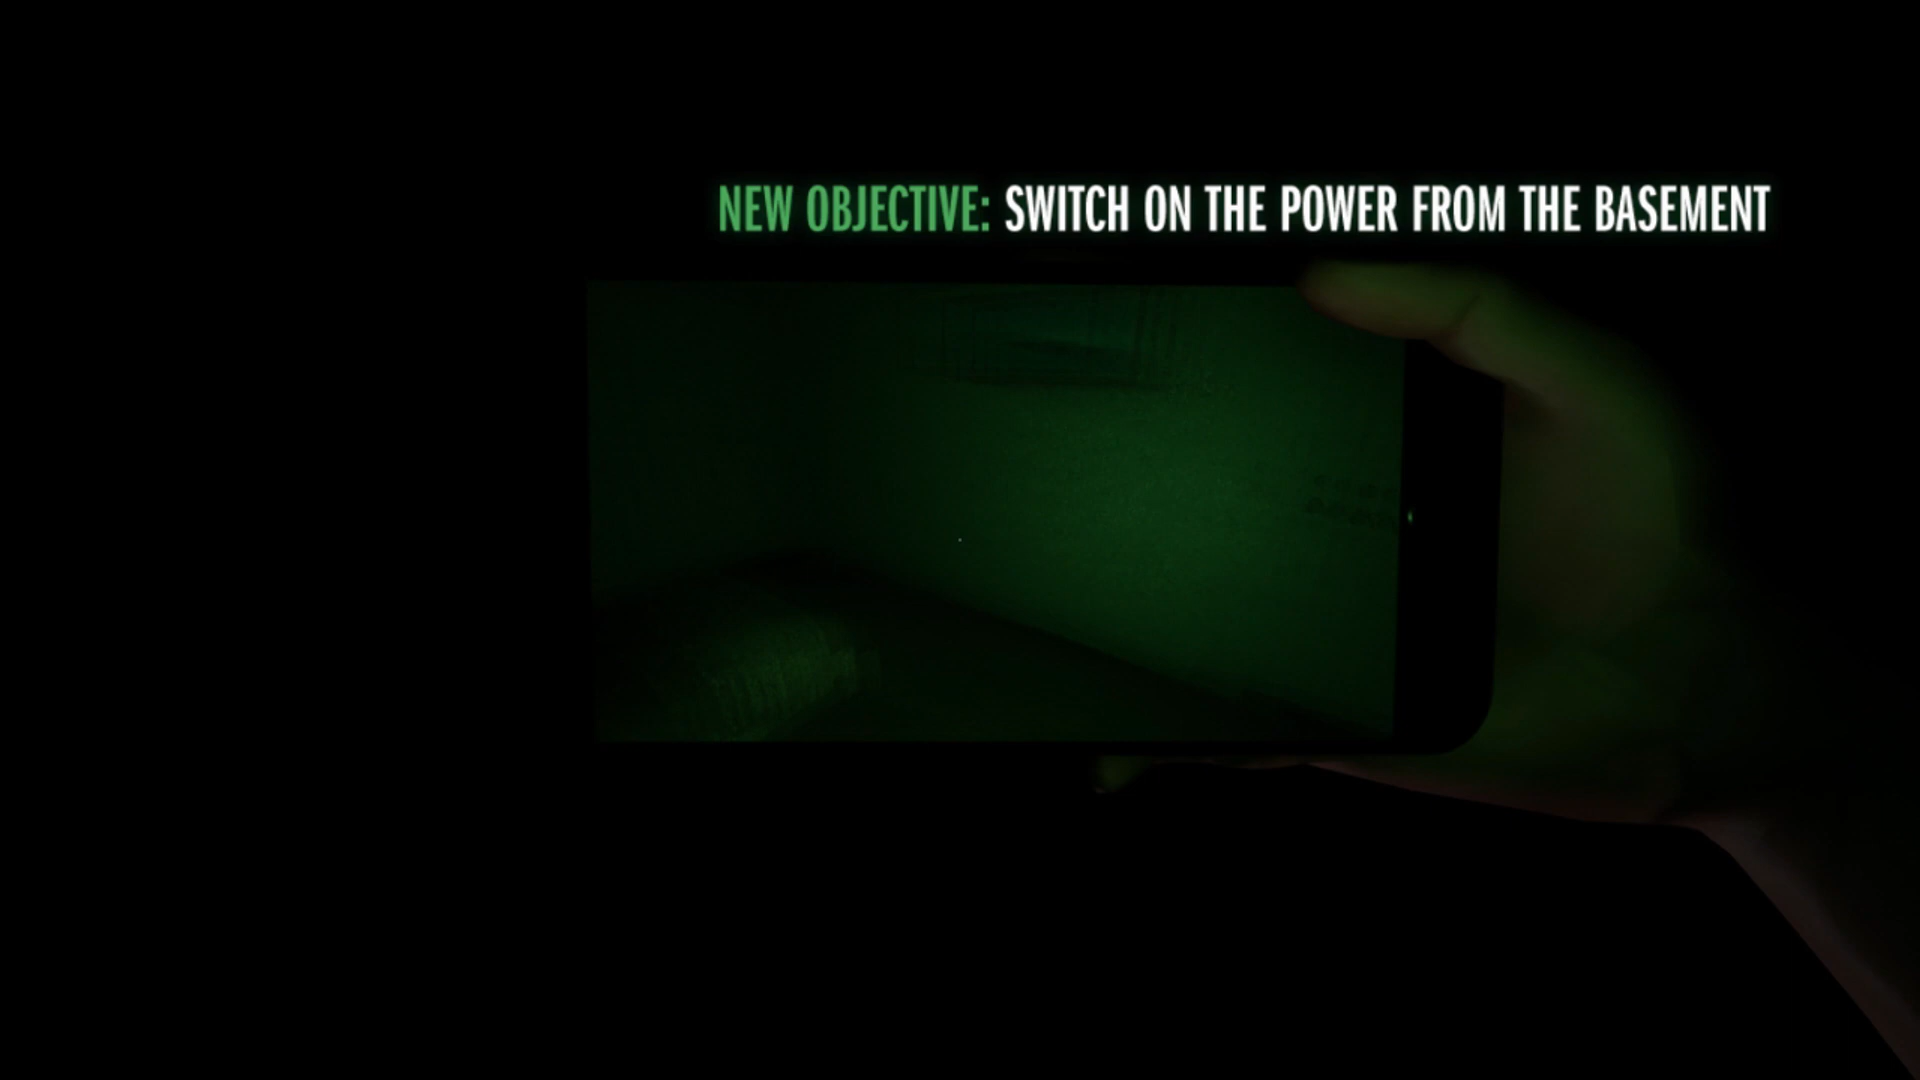 NEW OBJECTIVE: SWITCH ON THE POWER FROM THE BASEMENT